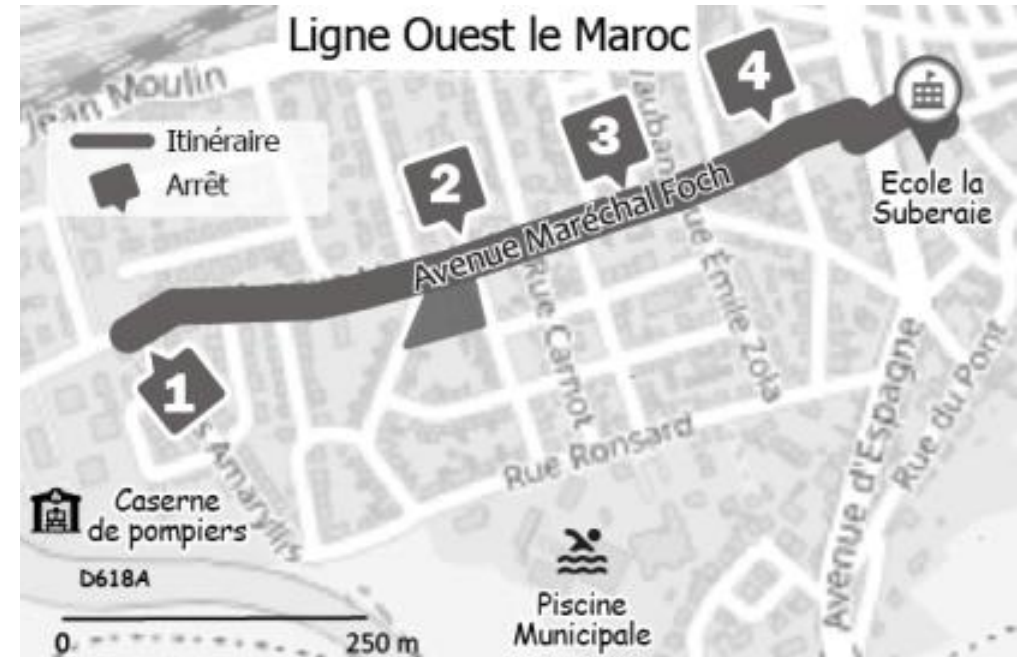 Ligne Ouest le Maroc
Jean Moulin
Itinéraire
Arrêt
1
2
3
4
Avenue Maréchal Foch
Vauban
Rue Émile Zola
Rue Carnot
Ecole la
Suberaie
Rue Ronsard
Avenue d'Espagne
Rue du Pont
s Amaryllis
Caserne
de pompiers
D618A
Piscine
Municipale
0
250 m